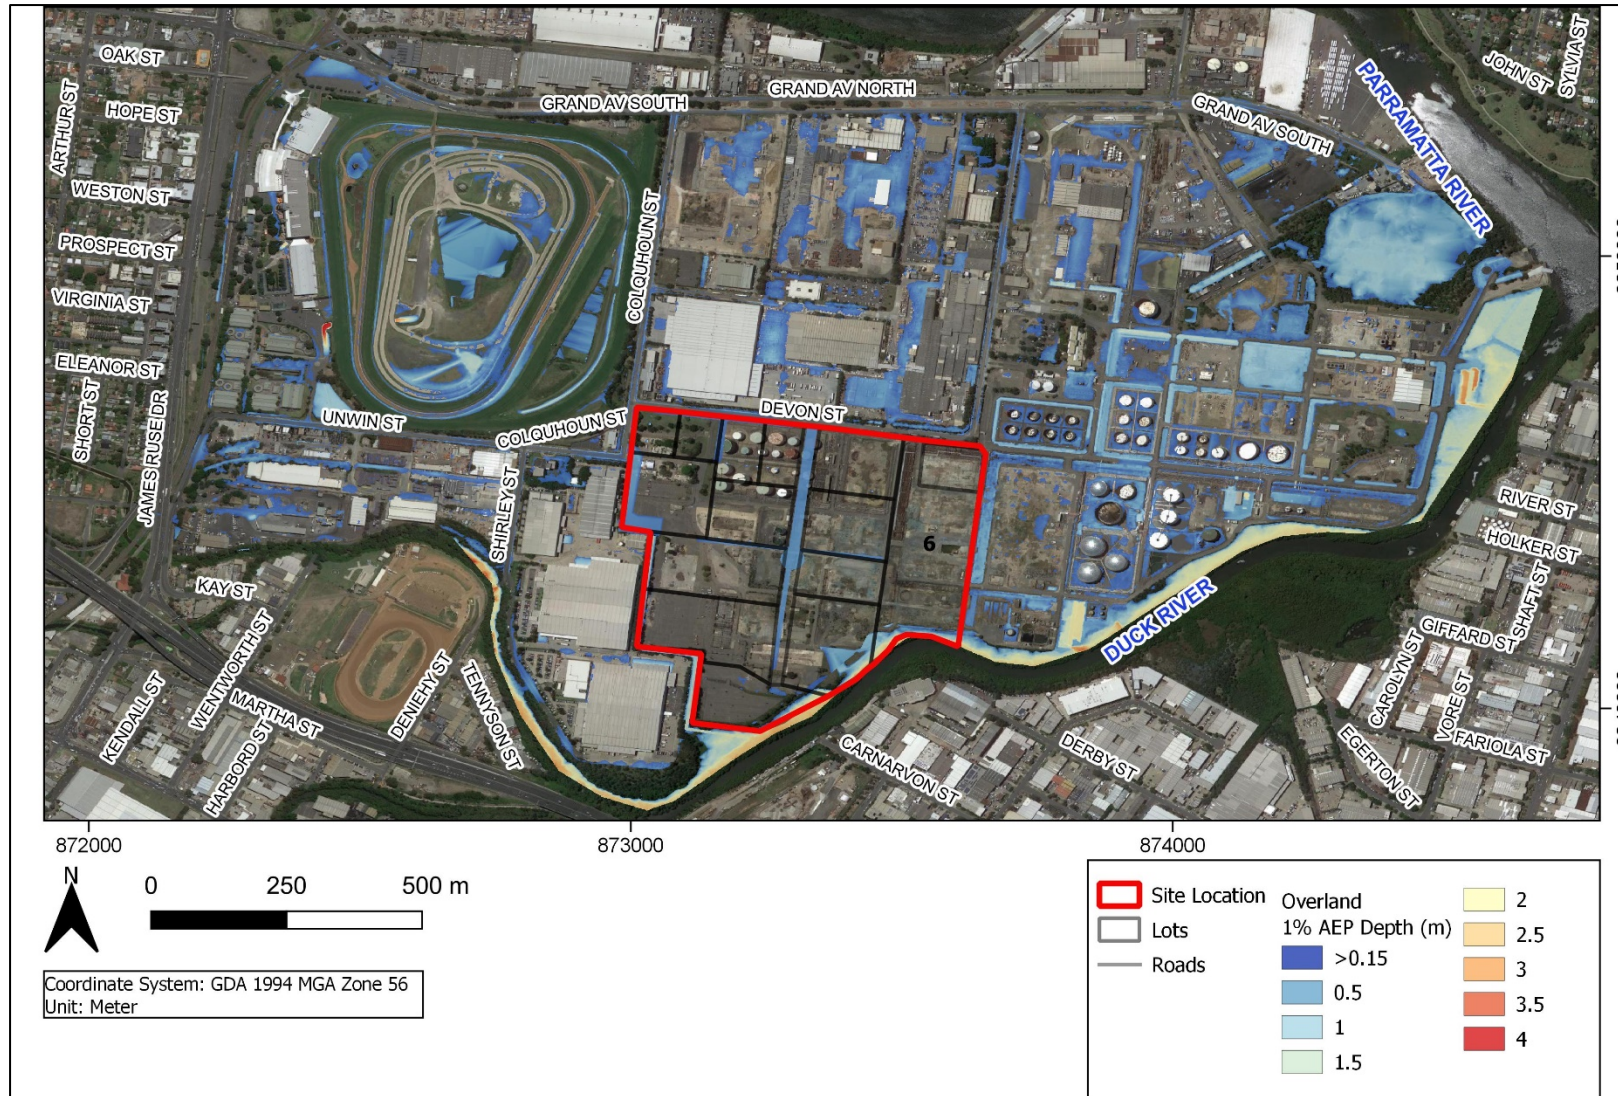 OAK ST
HOPE ST
ARTHUR ST
WESTON ST
PROSPECT ST
VIRGINIA ST
ELEANOR ST
SHORT ST
JAMES RUSEDR
GRAND AV SOUTH
GRAND AV NORTH
GRAND AV SOUTH
PARRAMATTA RIVER
JOHN ST
SYLVIA ST
COLQUHOUN ST
UNWIN ST
COLQUHOUN ST
DEVON ST
SHIRLEY ST
6
RIVER ST
HOLKER ST
SHAFT ST
GIFFARD ST
CAROLYN ST
VORE ST
FARIOLA ST
EGERTON ST
DUCK RIVER
DERBY ST
CARNARVON ST
KAY ST
WENTWORTH ST
KENDALL ST
HARBORD ST
MARTHA ST
DENIEHY ST
TENNYSON ST
872000
873000
874000
N
0 250 500 m
Coordinate System: GDA 1994 MGA Zone 56
Unit: Meter
Site Location
Lots
Roads
Overland
1% AEP Depth (m)
>0.15
0.5
1
1.5
2
2.5
3
3.5
4